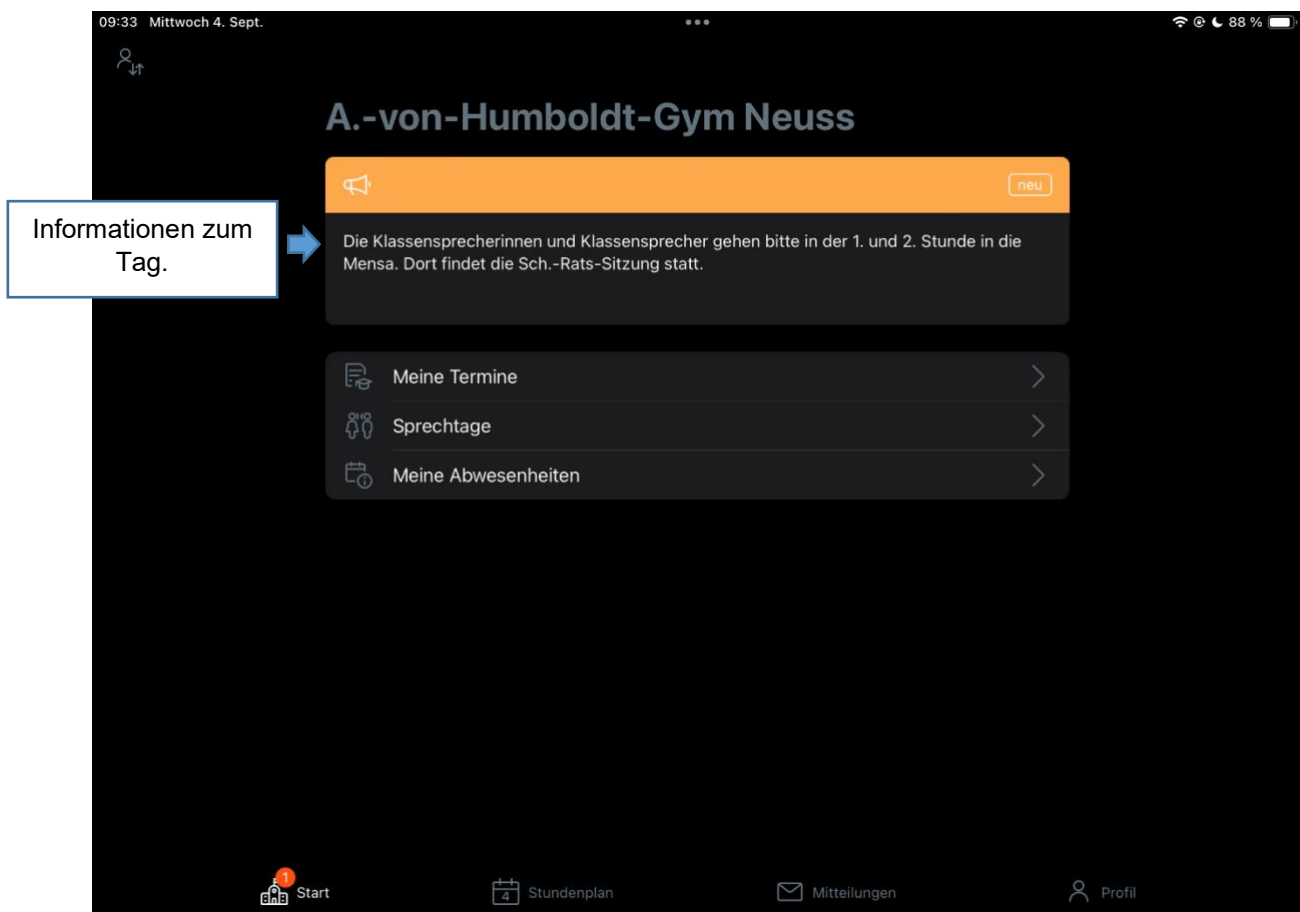 09:33 Mittwoch 4. Sept.
88 %
A.-von-Humboldt-Gym Neuss
neu
Informationen zum
Tag.
Die Klassensprecherinnen und Klassensprecher gehen bitte in der 1. und 2. Stunde in die
Mensa. Dort findet die Sch.-Rats-Sitzung statt.
Meine Termine
Sprechtage
Meine Abwesenheiten
1
Start
4
Stundenplan
Mitteilungen
Profil